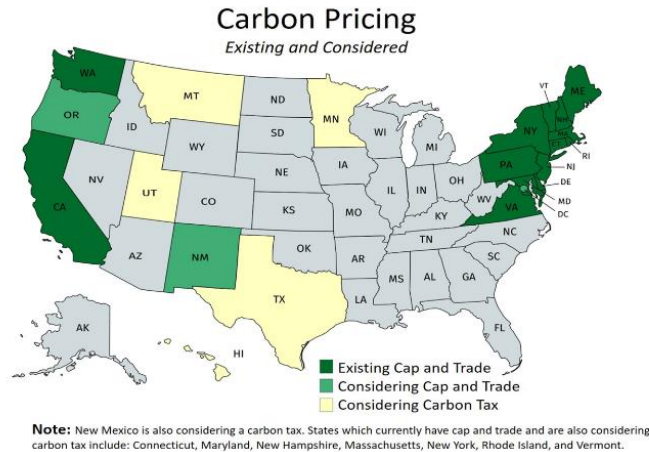 Carbon Pricing
Existing and Considered
WA
MT
ND
MN
VT
ME
OR
ID
SD
WI
NH
NY
MA
WY
MI
CT
RI
IA
PA
NJ
NE
NV
OH
DE
UT
IL
IN
WV
MD
CO
VA
DC
CA
KS
MO
KY
NC
TN
OK
AZ
NM
AR
SC
MS
AL
GA
TX
LA
AK
FL
HI
Existing Cap and Trade
Considering Cap and Trade
Considering Carbon Tax
Note: New Mexico is also considering a carbon tax. States which currently have cap and trade and are also considering
carbon tax include: Connecticut, Maryland, New Hampshire, Massachusetts, New York, Rhode Island, and Vermont.